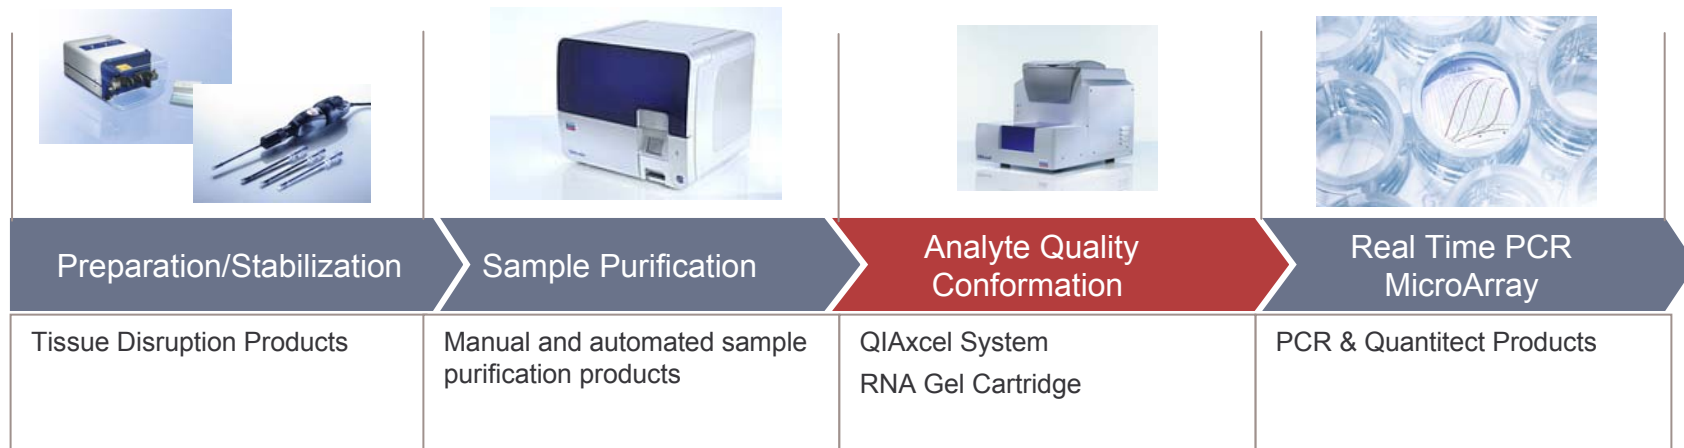 Preparation/Stabilization
Sample Purification
Analyte Quality
Conformation
Real Time PCR
MicroArray
Tissue Disruption Products
Manual and automated sample
purification products
QIAxcel System
RNA Gel Cartridge
PCR & Quantitect Products